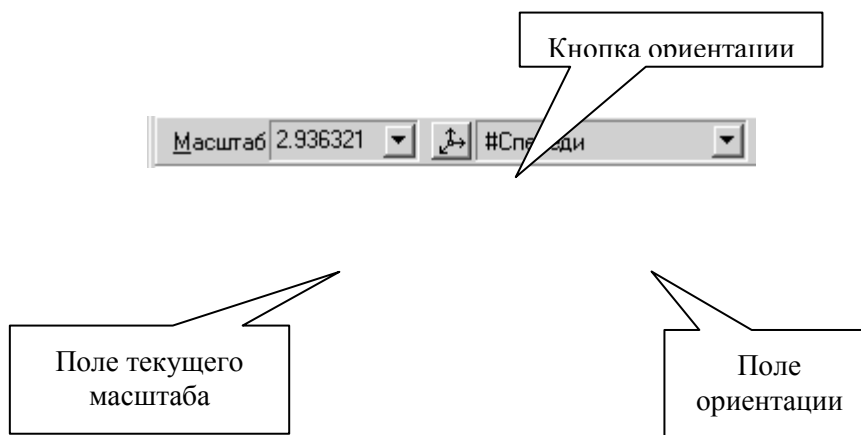 Кнопка ориентации
Масштаб 2.936321 #Спереди
Поле текущего
масштаба
Поле
ориентации